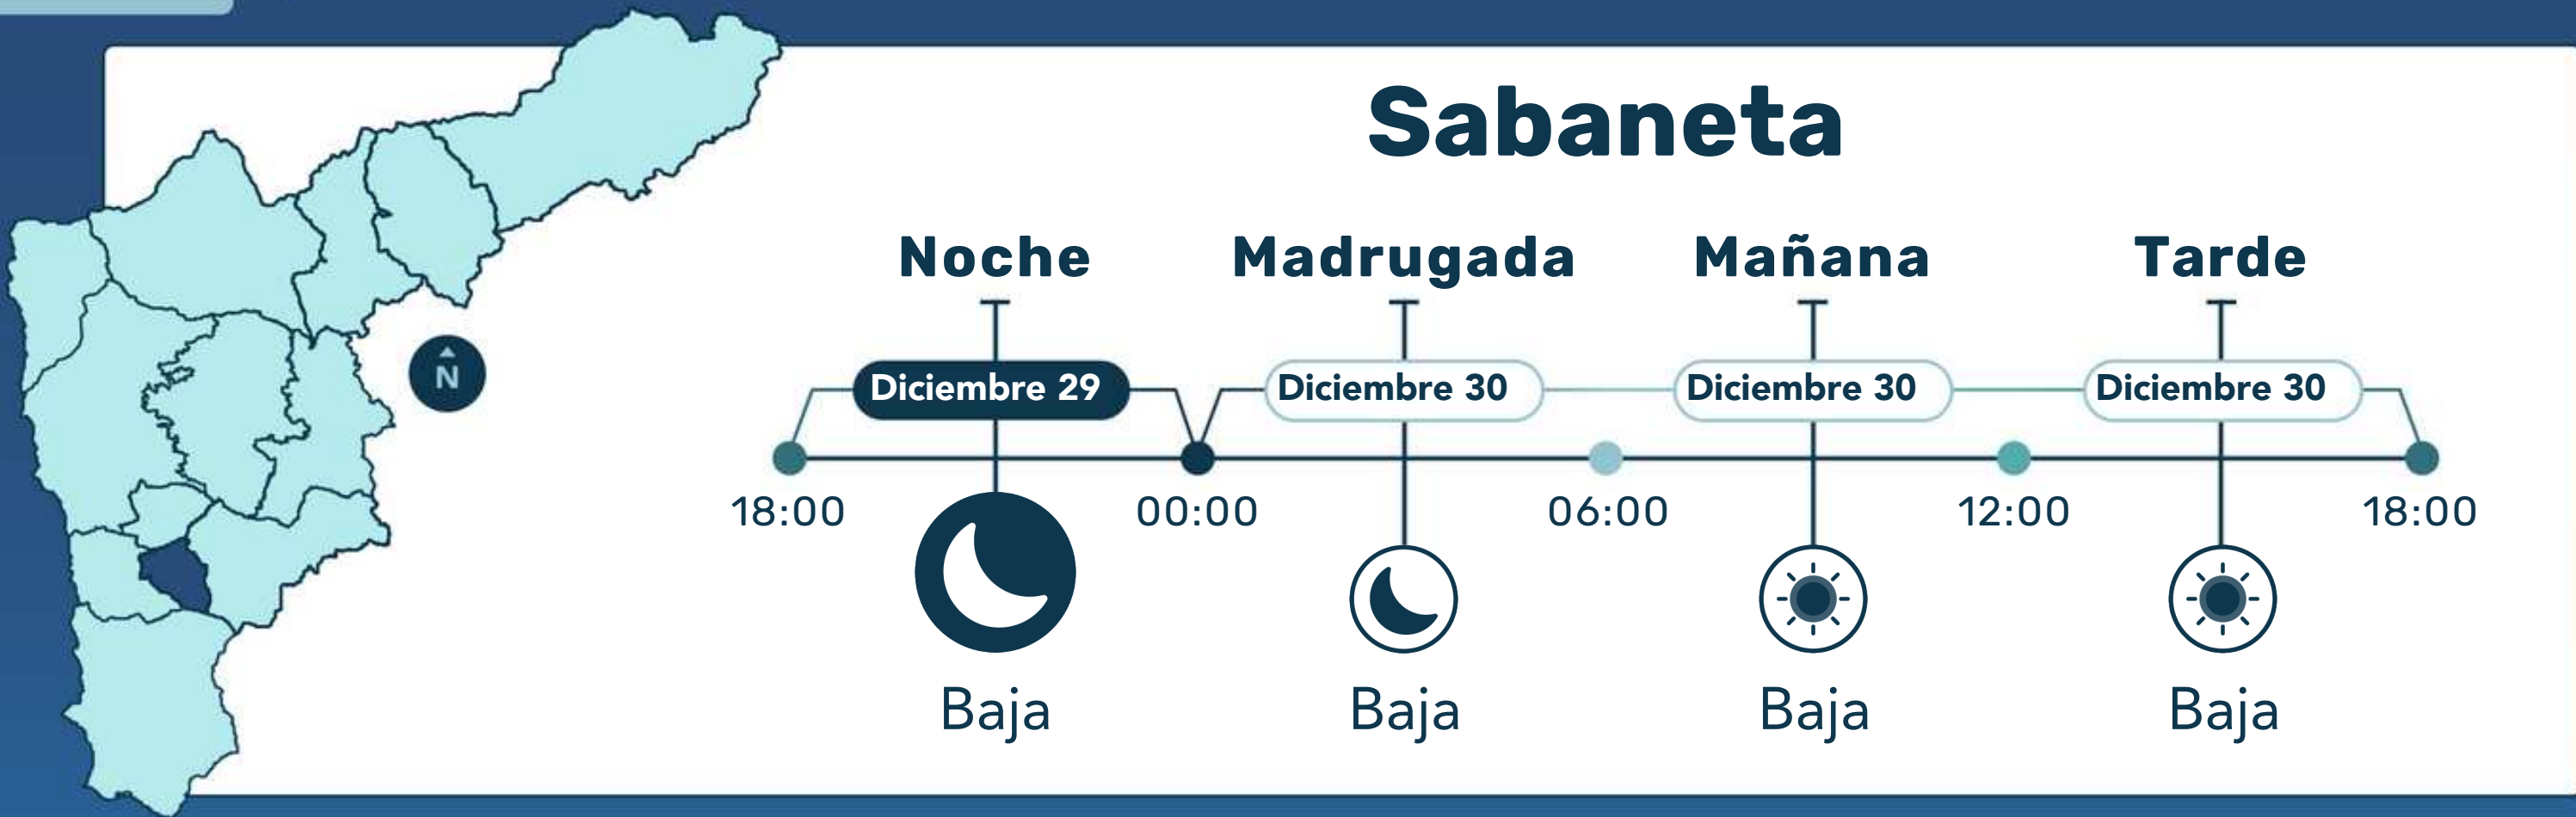 Sabaneta
Noche
Madrugada
Mañana
Tarde
Diciembre 29
Diciembre 30
Diciembre 30
Diciembre 30
N
18:00
00:00
06:00
12:00
18:00
Baja
Baja
Baja
Baja